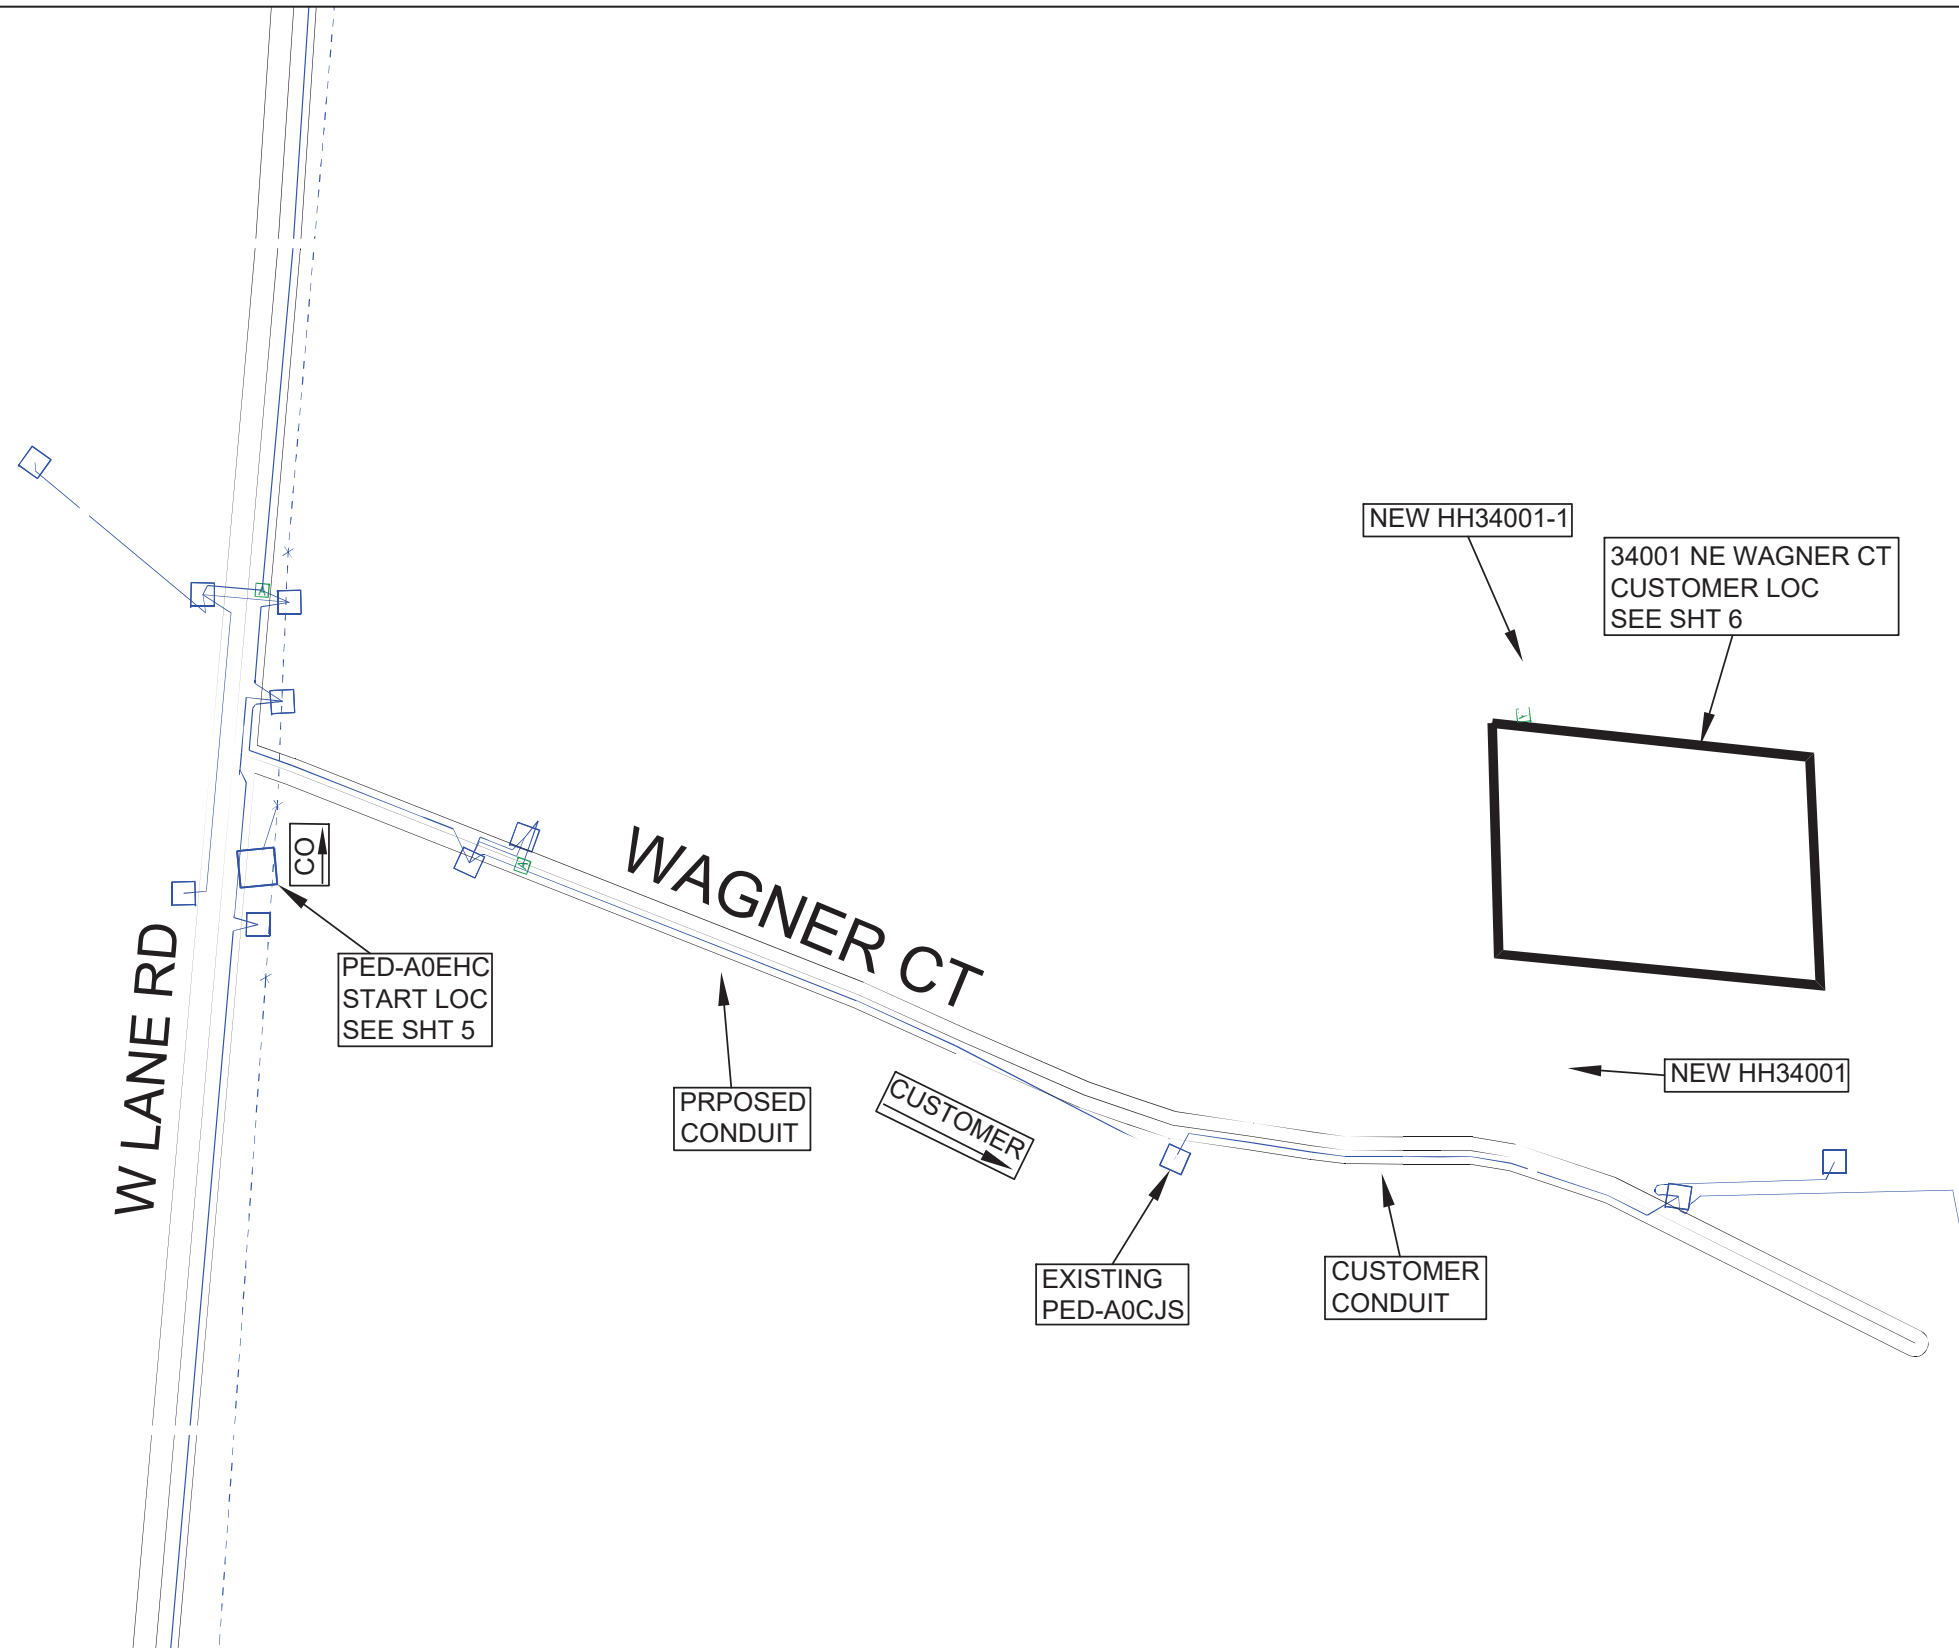 NEW HH34001-1
34001 NE WAGNER CT
CUSTOMER LOC
SEE SHT 6
CO
WAGNER CT
W LANE RD
PED-A0EHC
START LOC
SEE SHT 5
PRPOSED
CONDUIT
CUSTOMER
NEW HH34001
EXISTING
PED-A0CJS
CUSTOMER
CONDUIT